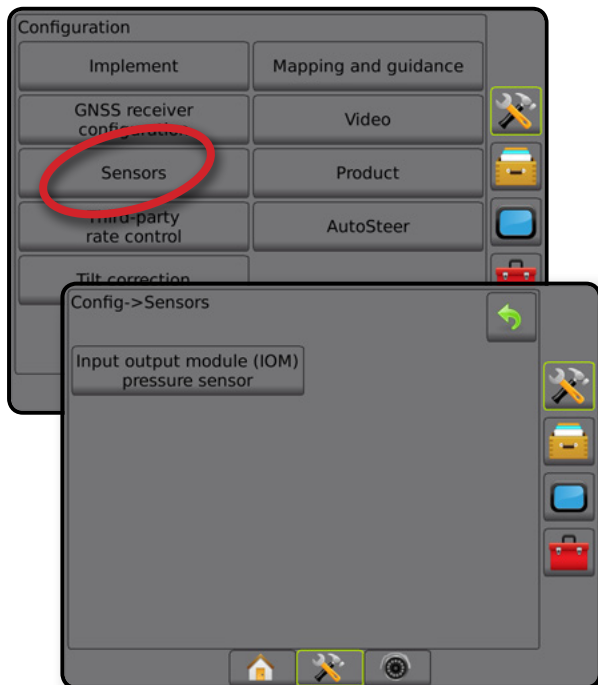 Configuration
Implement
Mapping and guidance
GNSS receiver
configuration
Video
Sensors
Product
Third-party
rate control
AutoSteer
Tilt correction
Config->Sensors
Input output module (IOM)
pressure sensor